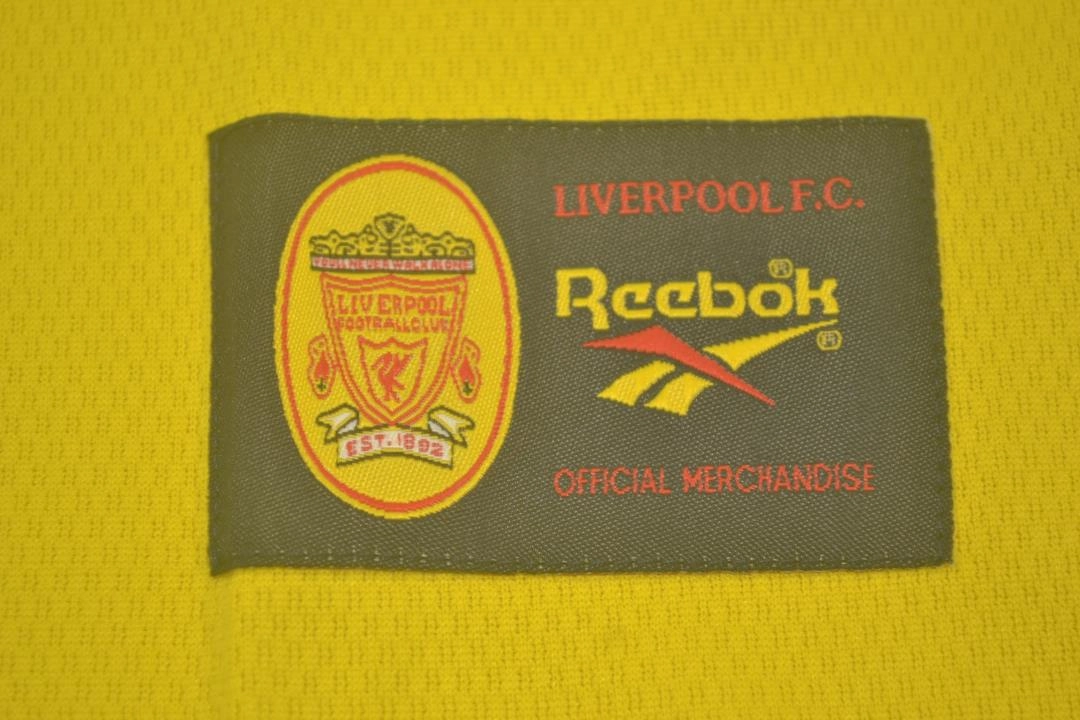 YOU'LL NEVER WALK ALONE
LIVERPOOL
FOOTBALL CLUB
EST. 1892
LIVERPOOL F.C.
Reebok®
®
OFFICIAL MERCHANDISE